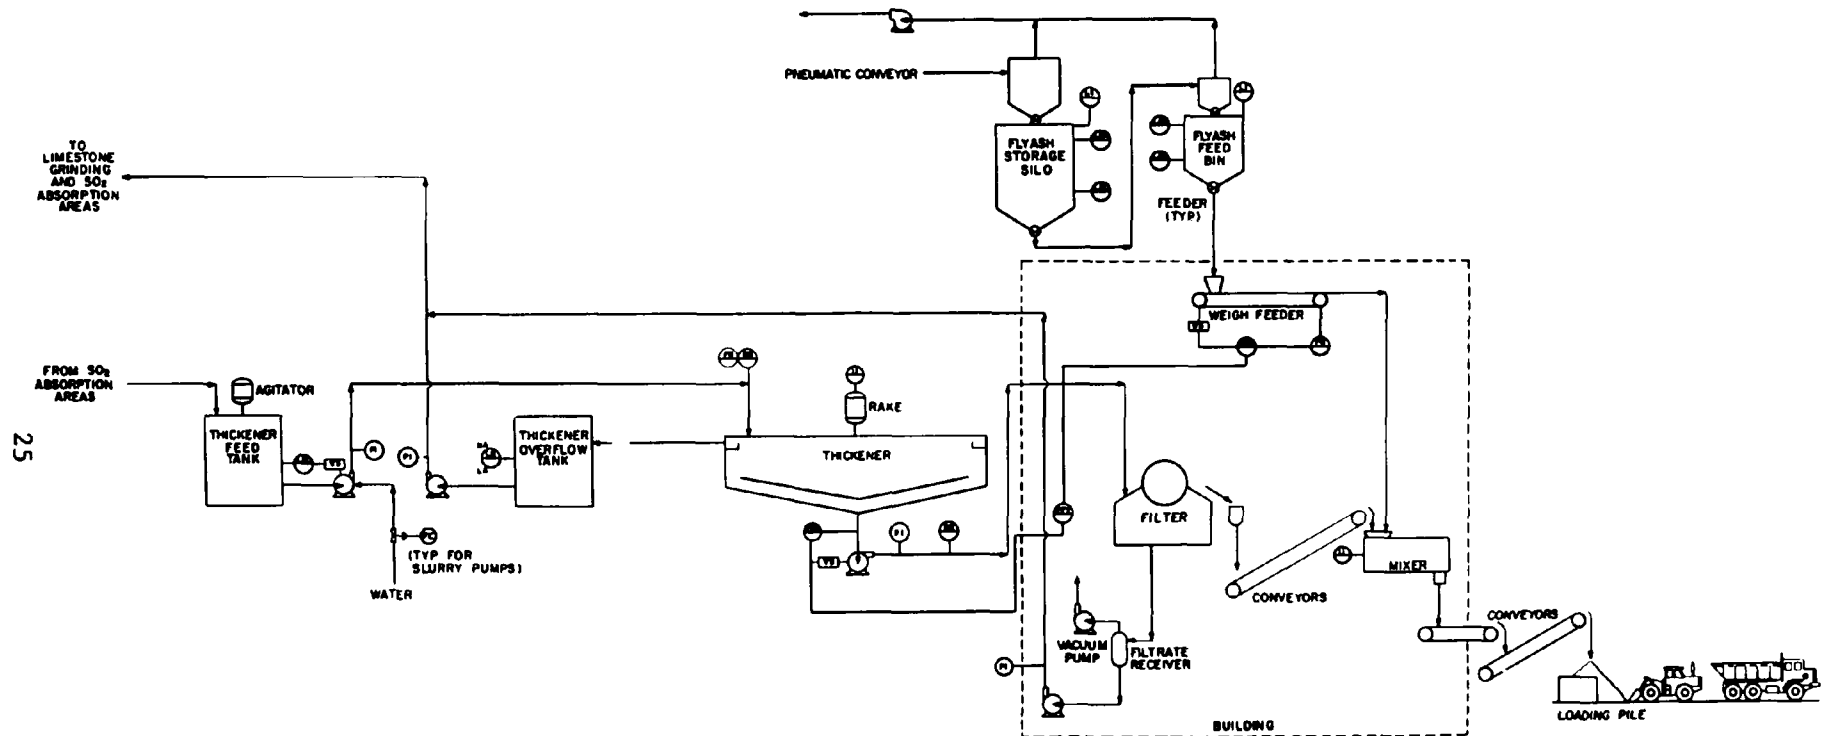 PNEUMATIC CONVEYOR
FLYASH
STORAGE
SILO
FLYASH
FEED
BIN
FEEDER
(TYP)
TO
LIMESTONE
GRINDING
AND SO₂
ABSORPTION
AREAS
WEIGH FEEDER
VS
FROM SO₂
ABSORPTION
AREAS
AGITATOR
RAKE
THICKENER
FEED
TANK
THICKENER
OVERFLOW
TANK
THICKENER
VS
PI
PI
FILTER
PI
VS
MIXER
(TYP FOR
SLURRY PUMPS)
WATER
CONVEYORS
CONVEYORS
VACUUM
PUMP
FILTRATE
RECEIVER
PI
LOADING PILE
BUILDING
25